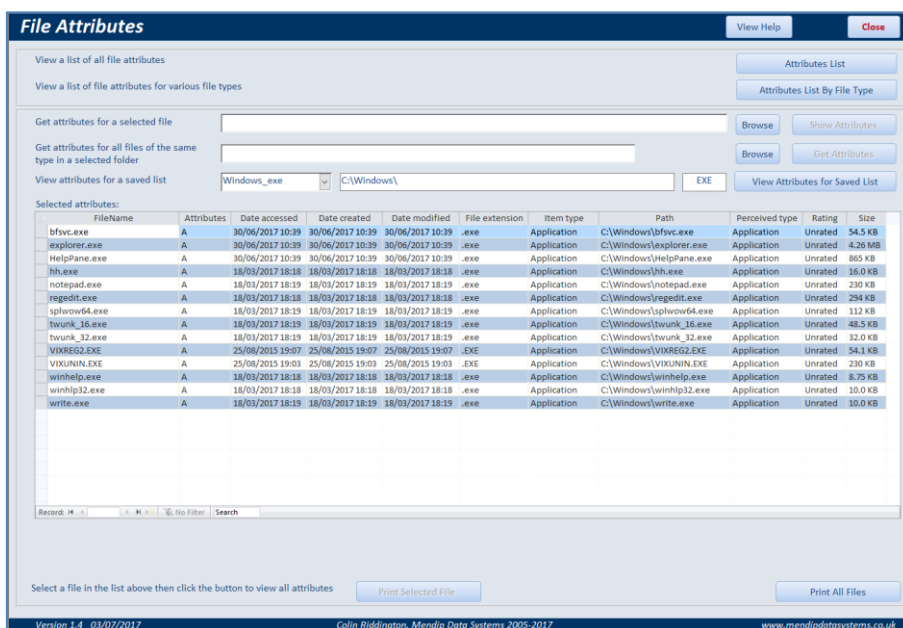 File Attributes View Help Close
View a list of all file attributes Attributes List
View a list of file attributes for various file types Attributes List By File Type
Get attributes for a selected file Browse Show Attributes
Get attributes for all files of the same
type in a selected folder Browse Get Attributes
View attributes for a saved list Windows_exe C:\Windows\ EXE View Attributes for Saved List
Selected attributes:
FileName Attributes Date accessed Date created Date modified File extension Item type Path Perceived type Rating Size
bfsvc.exe A 30/06/2017 10:39 30/06/2017 10:39 30/06/2017 10:39 .exe Application C:\Windows\bfsvc.exe Application Unrated 54.5 KB
explorer.exe A 30/06/2017 10:39 30/06/2017 10:39 30/06/2017 10:39 .exe Application C:\Windows\explorer.exe Application Unrated 4.26 MB
HelpPane.exe A 30/06/2017 10:39 30/06/2017 10:39 30/06/2017 10:39 .exe Application C:\Windows\HelpPane.exe Application Unrated 865 KB
hh.exe A 18/03/2017 18:18 18/03/2017 18:18 18/03/2017 18:18 .exe Application C:\Windows\hh.exe Application Unrated 16.0 KB
notepad.exe A 18/03/2017 18:19 18/03/2017 18:19 18/03/2017 18:19 .exe Application C:\Windows\notepad.exe Application Unrated 230 KB
regedit.exe A 18/03/2017 18:18 18/03/2017 18:18 18/03/2017 18:18 .exe Application C:\Windows\regedit.exe Application Unrated 294 KB
splwow64.exe A 18/03/2017 18:19 18/03/2017 18:19 18/03/2017 18:19 .exe Application C:\Windows\splwow64.exe Application Unrated 112 KB
twunk_16.exe A 18/03/2017 18:19 18/03/2017 18:19 18/03/2017 18:19 .exe Application C:\Windows\twunk_16.exe Application Unrated 48.5 KB
twunk_32.exe A 18/03/2017 18:19 18/03/2017 18:19 18/03/2017 18:19 .exe Application C:\Windows\twunk_32.exe Application Unrated 32.0 KB
VIXREG2.EXE A 25/08/2015 19:07 25/08/2015 19:07 25/08/2015 19:07 .EXE Application C:\Windows\VIXREG2.EXE Application Unrated 54.1 KB
VIXUNIN.EXE A 25/08/2015 19:03 25/08/2015 19:03 25/08/2015 19:03 .EXE Application C:\Windows\VIXUNIN.EXE Application Unrated 230 KB
winhelp.exe A 18/03/2017 18:18 18/03/2017 18:18 18/03/2017 18:18 .exe Application C:\Windows\winhelp.exe Application Unrated 8.75 KB
winhlp32.exe A 18/03/2017 18:18 18/03/2017 18:18 18/03/2017 18:18 .exe Application C:\Windows\winhlp32.exe Application Unrated 10.0 KB
write.exe A 18/03/2017 18:19 18/03/2017 18:19 18/03/2017 18:19 .exe Application C:\Windows\write.exe Application Unrated 10.0 KB
Record: No Filter Search
Select a file in the list above then click the button to view all attributes Print Selected File Print All Files
Version 1.4 03/07/2017 Colin Riddington, Mendip Data Systems 2005-2017 www.mendipdatasystems.co.uk